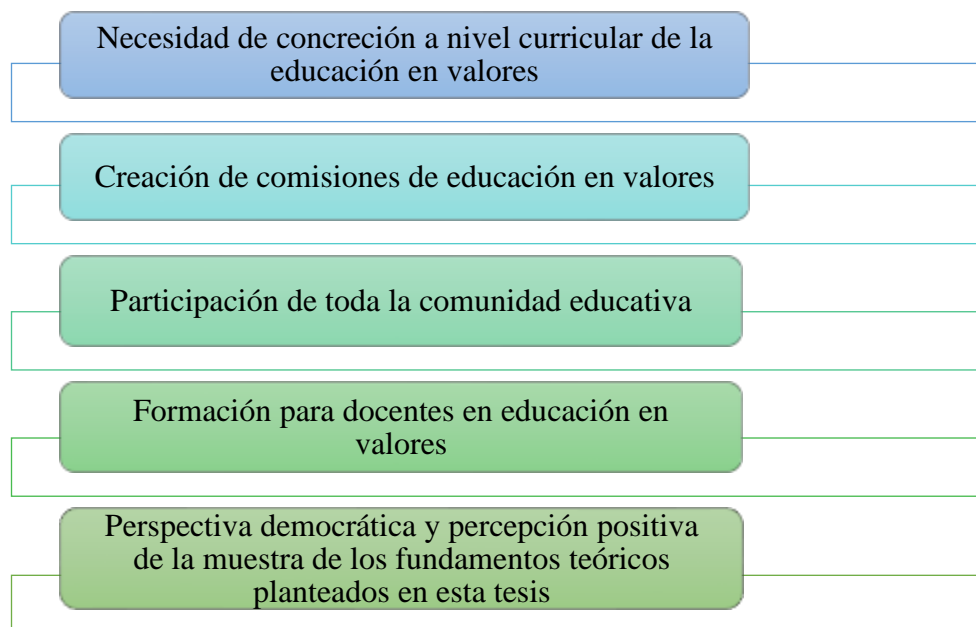 Necesidad de concreción a nivel curricular de la
educación en valores
Creación de comisiones de educación en valores
Participación de toda la comunidad educativa
Formación para docentes en educación en
valores
Perspectiva democrática y percepción positiva
de la muestra de los fundamentos teóricos
planteados en esta tesis